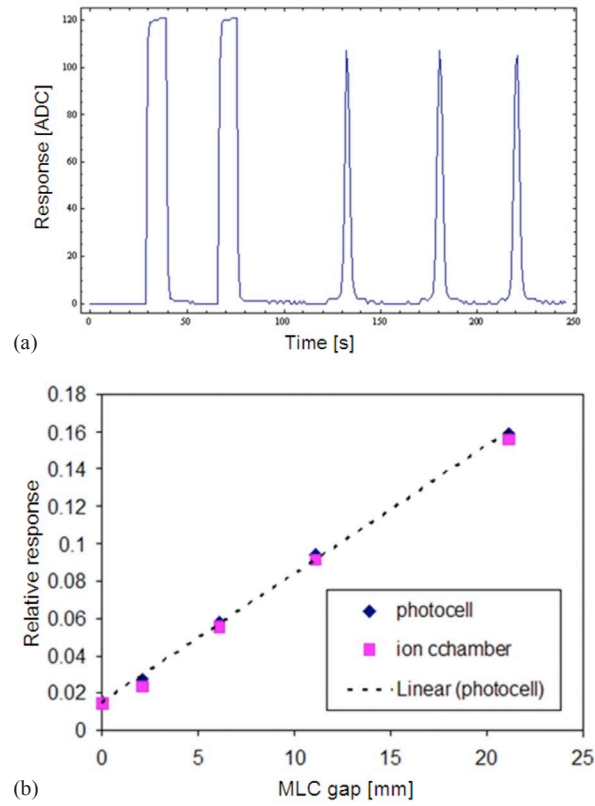 120
100
80
60
40
20
0
Response [ADC]
0 50 100 150 200 250
(a)
Time [s]
0.18
0.16
0.14
0.12
0.1
0.08
0.06
0.04
0.02
0
Relative response
photocell
ion cchamber
Linear (photocell)
0 5 10 15 20 25
(b)
MLC gap [mm]